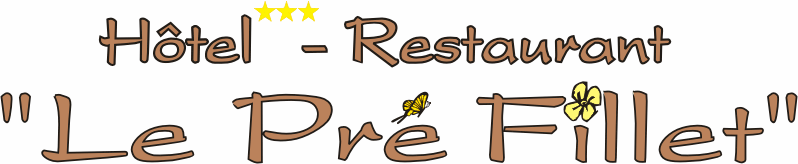 Hôtel*** - Restaurant
"Le Pré Fillet"